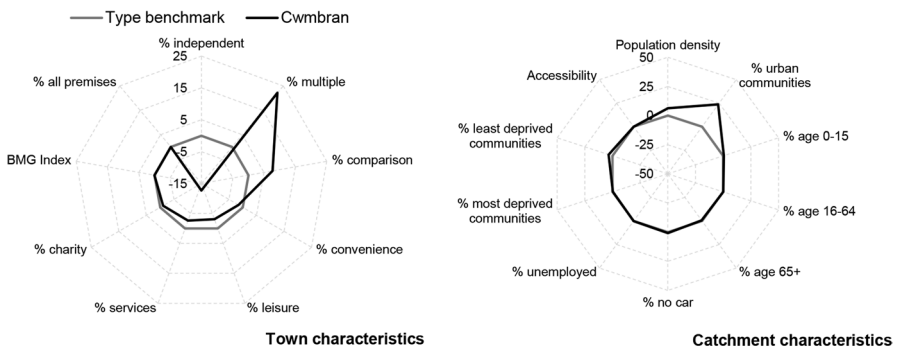 Type benchmark
Cwmbran
% independent
% multiple
% comparison
% convenience
% leisure
% services
% charity
BMG Index
% all premises
25
15
5
-5
-15
Town characteristics
Population density
% urban
communities
% age 0-15
% age 16-64
% age 65+
% no car
% unemployed
% most deprived
communities
% least deprived
communities
Accessibility
50
25
0
-25
-50
Catchment characteristics